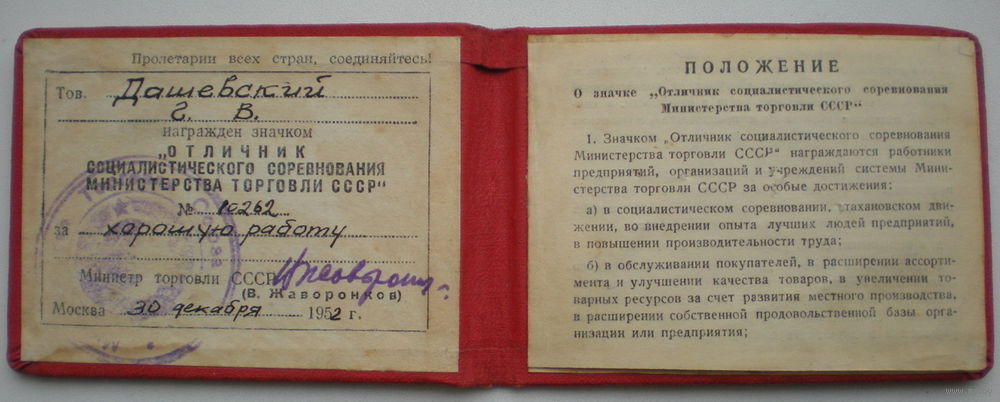 Пролетарии всех стран, соединяйтесь!
Тов. Дашевский
Г. В.
награжден значком
„ОТЛИЧНИК
СОЦИАЛИСТИЧЕСКОГО СОРЕВНОВАНИЯ
МИНИСТЕРСТВА ТОРГОВЛИ СССР“
№ 10262
за хорошую работу
Министр торговли СССР
(В. Жаворонков)
Москва 30 декабря 1952 г.
ПОЛОЖЕНИЕ
О значке „Отличник социалистического соревнования
Министерства торговли СССР“
1. Значком „Отличник социалистического соревнования
Министерства торговли СССР“ награждаются работники
предприятий, организаций и учреждений системы Мини-
стерства торговли СССР за особые достижения:
а) в социалистическом соревновании, стахановском дви-
жении, во внедрении опыта лучших людей предприятий,
в повышении производительности труда;
б) в обслуживании покупателей, в расширении ассорти-
мента и улучшении качества товаров, в увеличении то-
варных ресурсов за счет развития местного производства,
в расширении собственной продовольственной базы орга-
низации или предприятия;